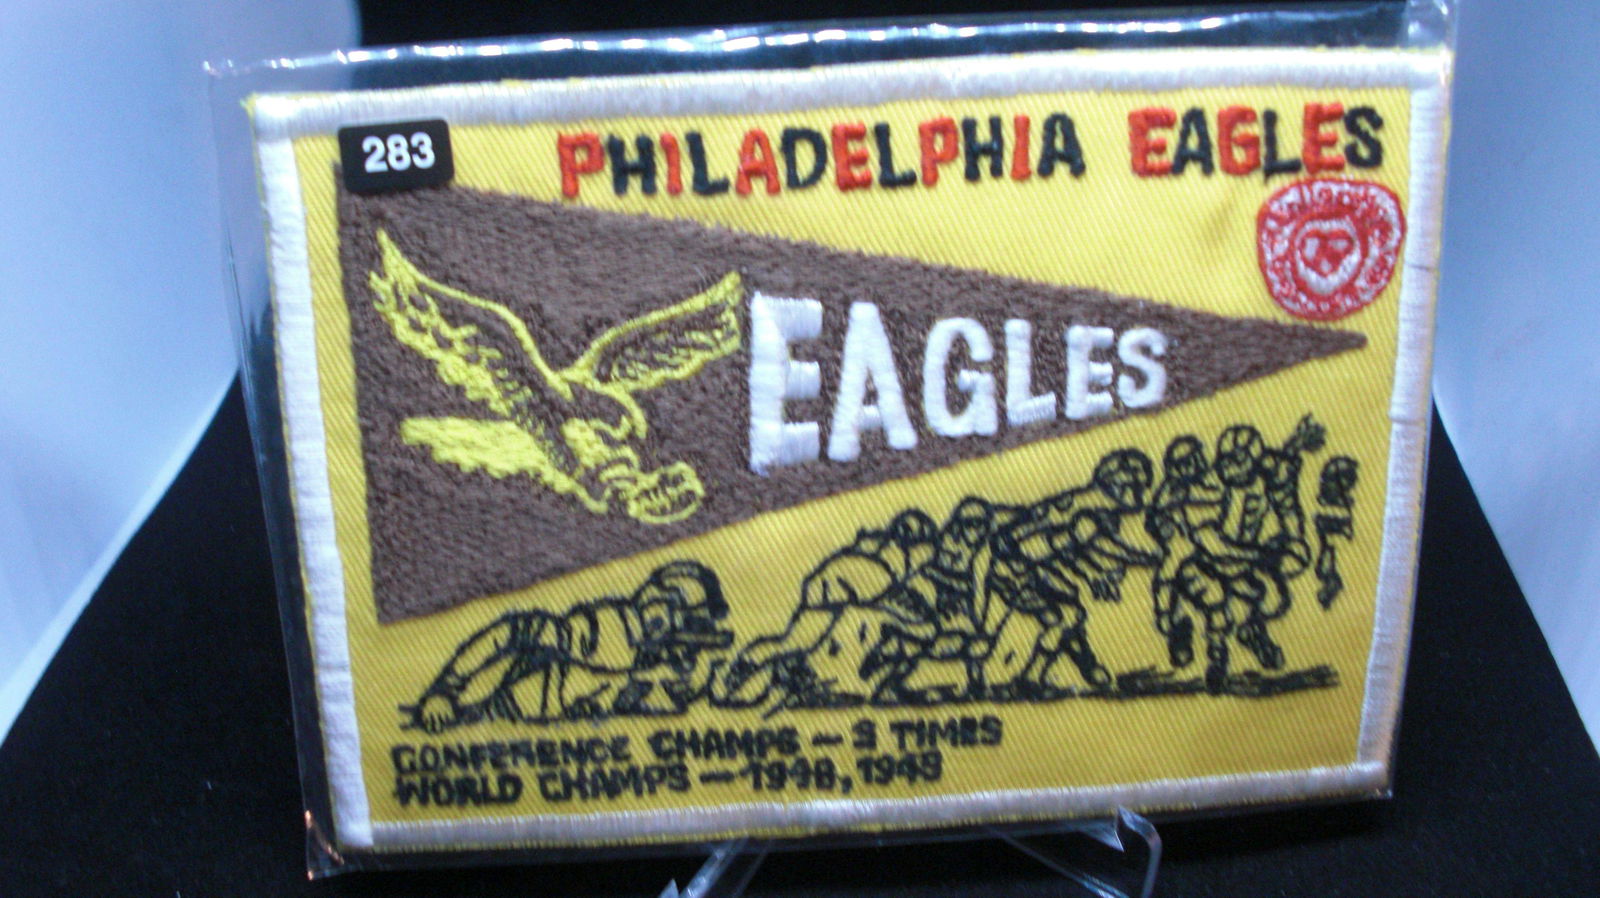 283
PHILADELPHIA EAGLES
EAGLES
CONFERENCE CHAMPS — 3 TIMES
WORLD CHAMPS — 1948, 1949